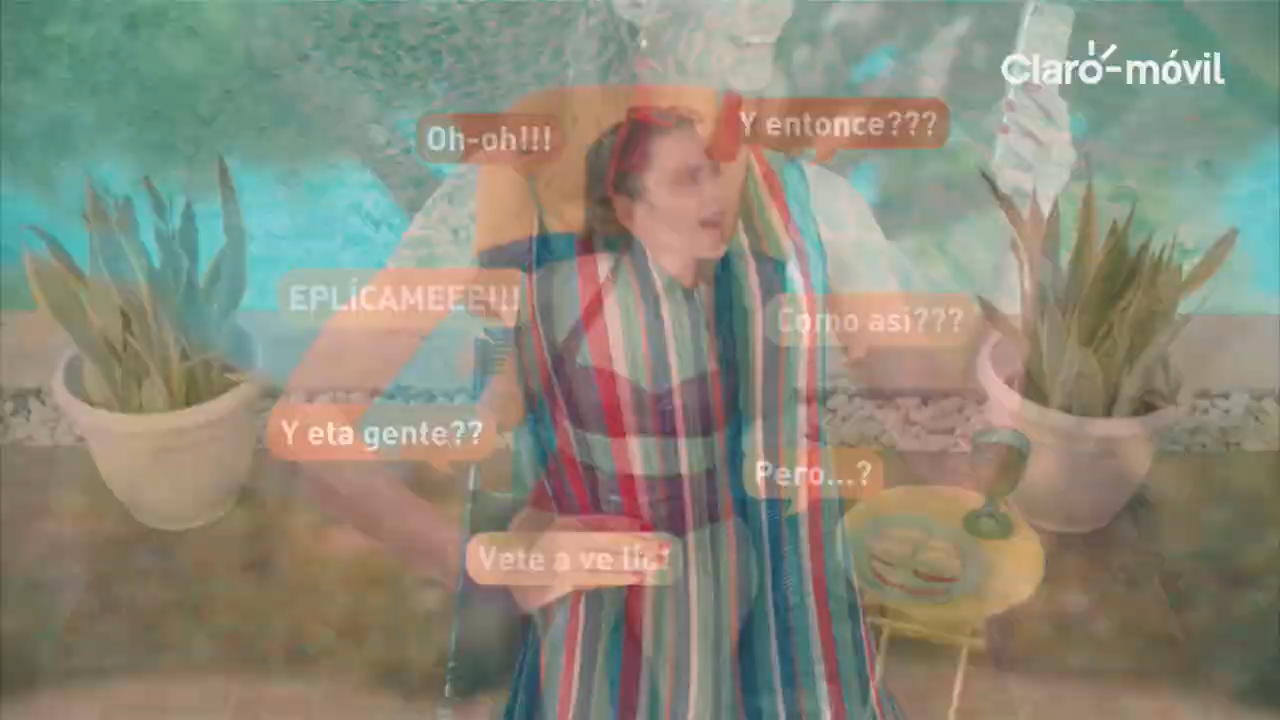 Claro-móvil
Oh-oh!!!
Y entonce???
EPLÍCAMEEE!!!
Como asi???
Y eta gente??
Pero...?
Vete a ve